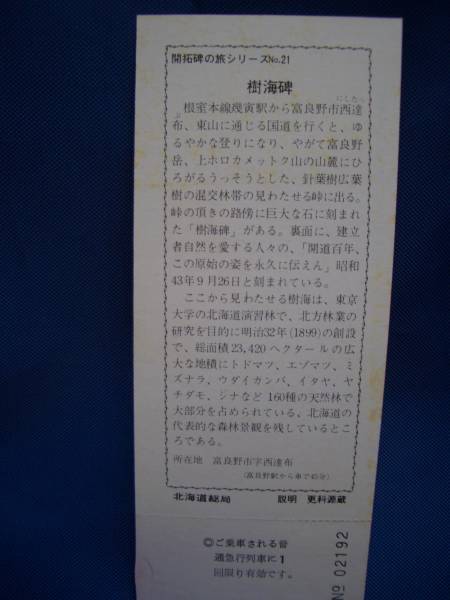 開拓碑の旅シリーズNo.21
樹海碑
根室本線幾寅駅から富良野市西達
にしたっ
布、東山に通じる国道を行くと、ゆ
ぷ
るやかな登りになり、やがて富良野
岳、上ホロカメットク山の山麓にひ
ろがるうっそうとした、針葉樹広葉
樹の混交林帯の見わたせる峠に出る。
峠の頂きの路傍に巨大な石に刻まれ
た「樹海碑」がある。裏面に、建立
者自然を愛する人々の、「開道百年、
この原始の姿を永久に伝えん」昭和
43年9月26日と刻まれている。
ここから見わたせる樹海は、東京
大学の北海道演習林で、北方林業の
研究を目的に明治32年(1899)の創設
で、総面積23,420ヘクタールの広
大な地積にトドマツ、エゾマツ、ミ
ズナラ、ウダイカンバ、イタヤ、ヤ
チダモ、シナなど160種の天然林で
大部分を占められている、北海道の
代表的な森林景観を残しているとこ
ろである。
所在地 富良野市字西達布
(富良野駅から車で45分)
北海道総局 説明 更科源蔵
◎ご乗車される普
通急行列車に1
回限り有効です。
No 02192